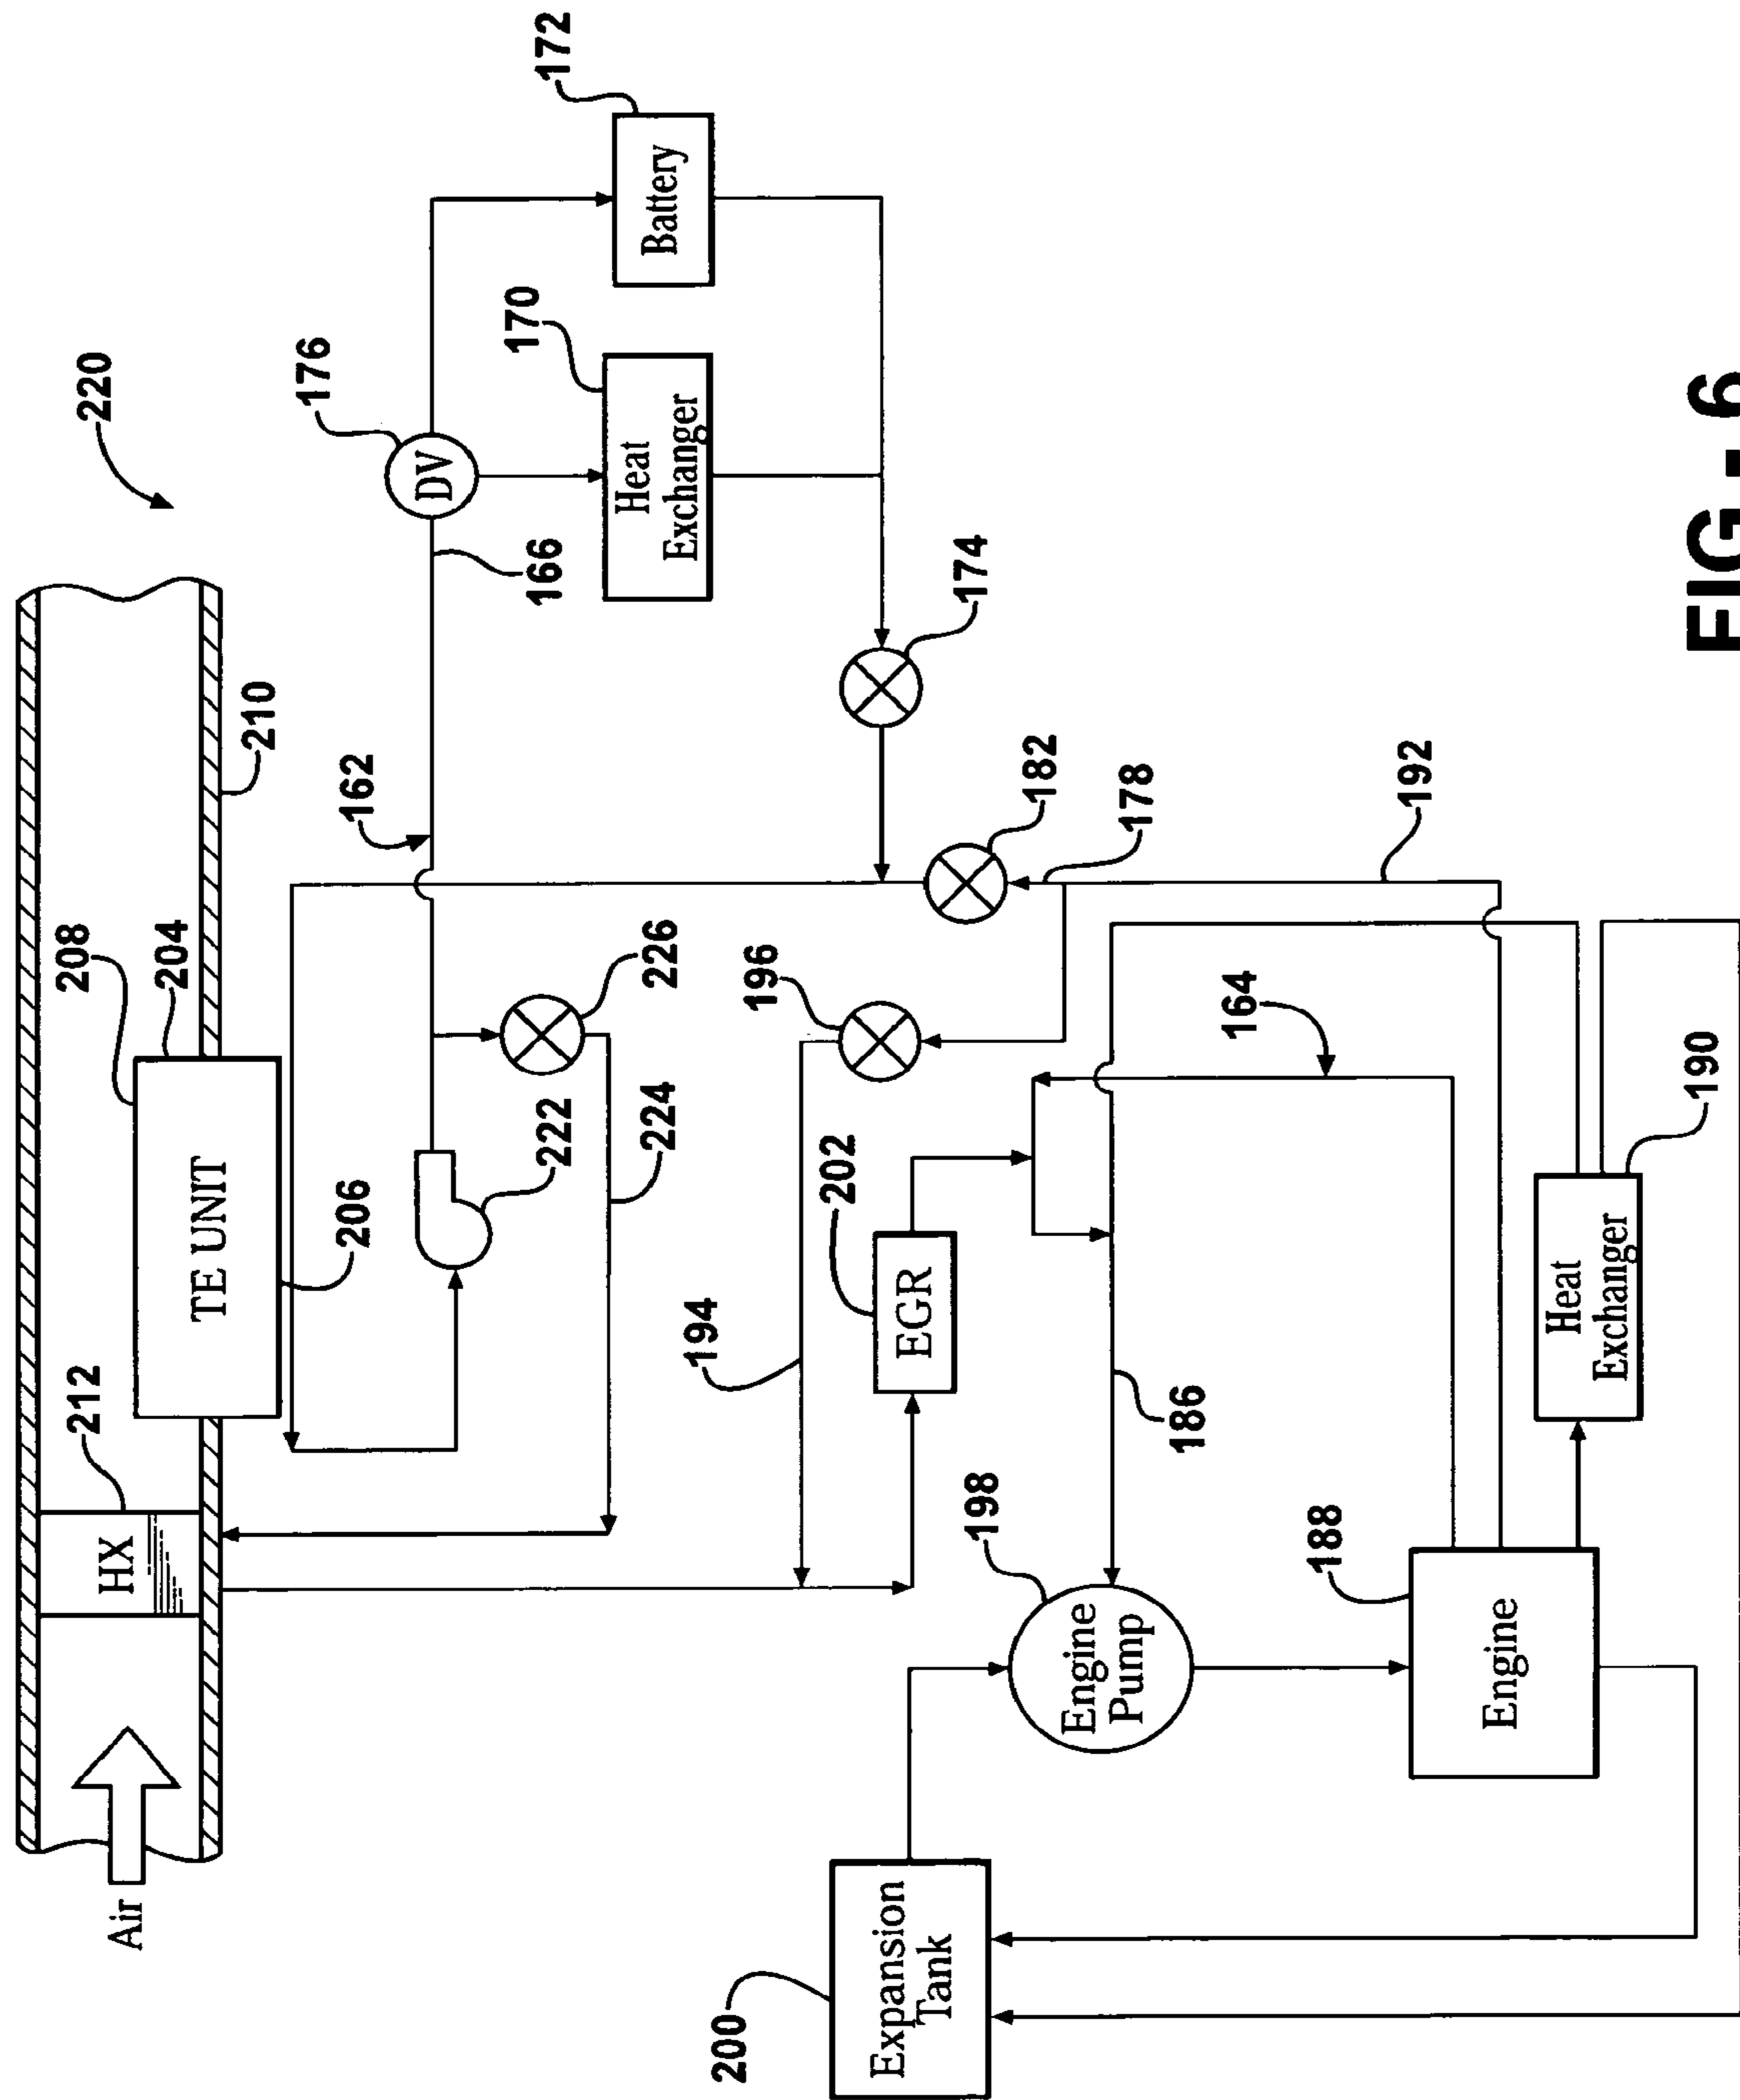 220
Air
HX
212
TE UNIT
208
204
206
210
162
176
DV
166
172
Battery
170
Heat
Exchanger
222
226
224
174
182
178
192
196
194
202
EGR
164
186
198
Engine
Pump
200
Expansion
Tank
188
Engine
190
Heat
Exchanger
FIG - 6